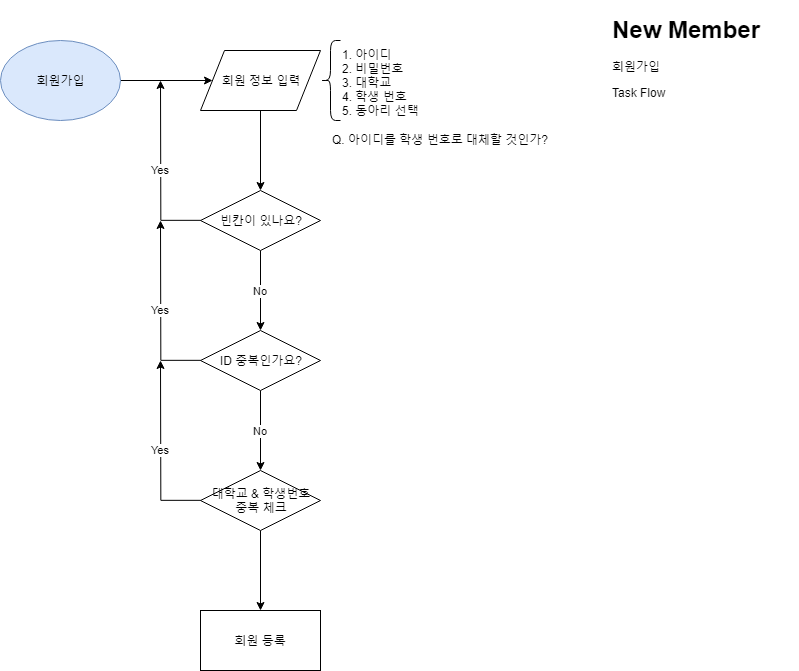 New Member
회원가입
Task Flow
회원가입
회원 정보 입력
1. 아이디
2. 비밀번호
3. 대학교
4. 학생 번호
5. 동아리 선택
Q. 아이디를 학생 번호로 대체할 것인가?
Yes
빈칸이 있나요?
No
Yes
ID 중복인가요?
No
Yes
대학교 & 학생번호
중복 체크
회원 등록